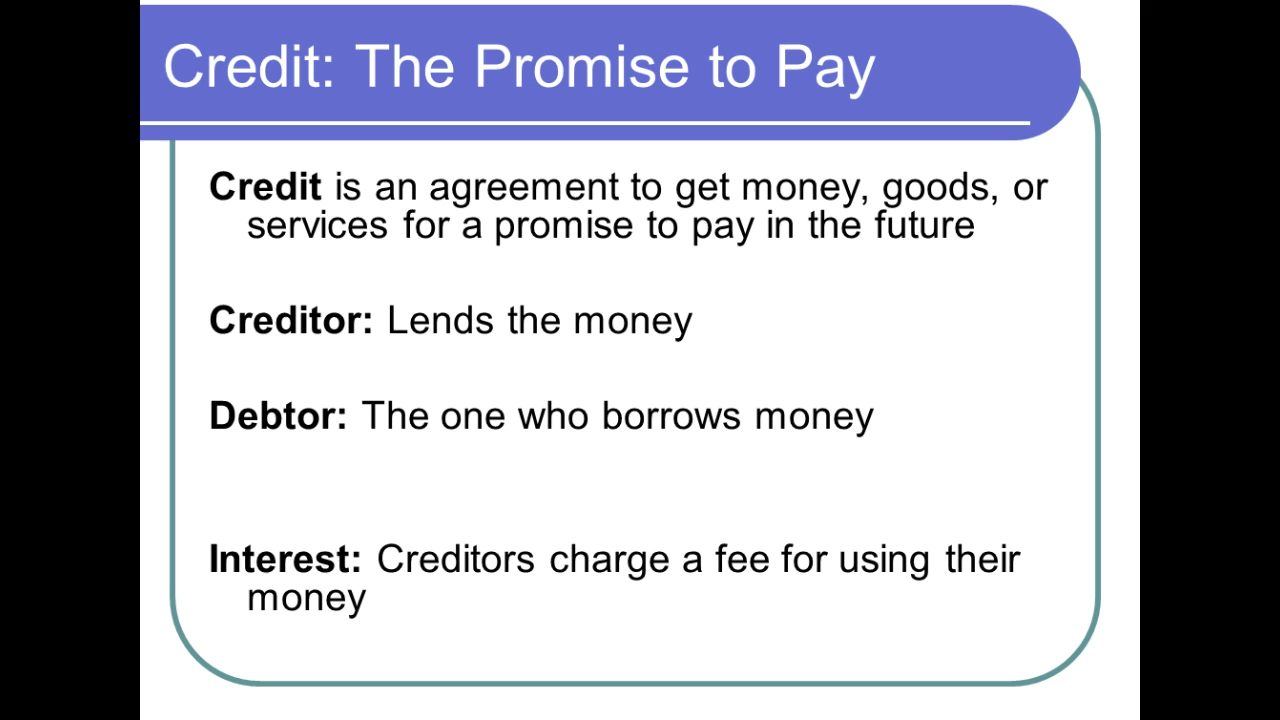 Credit: The Promise to Pay
Credit is an agreement to get money, goods, or
services for a promise to pay in the future
Creditor: Lends the money
Debtor: The one who borrows money
Interest: Creditors charge a fee for using their
money